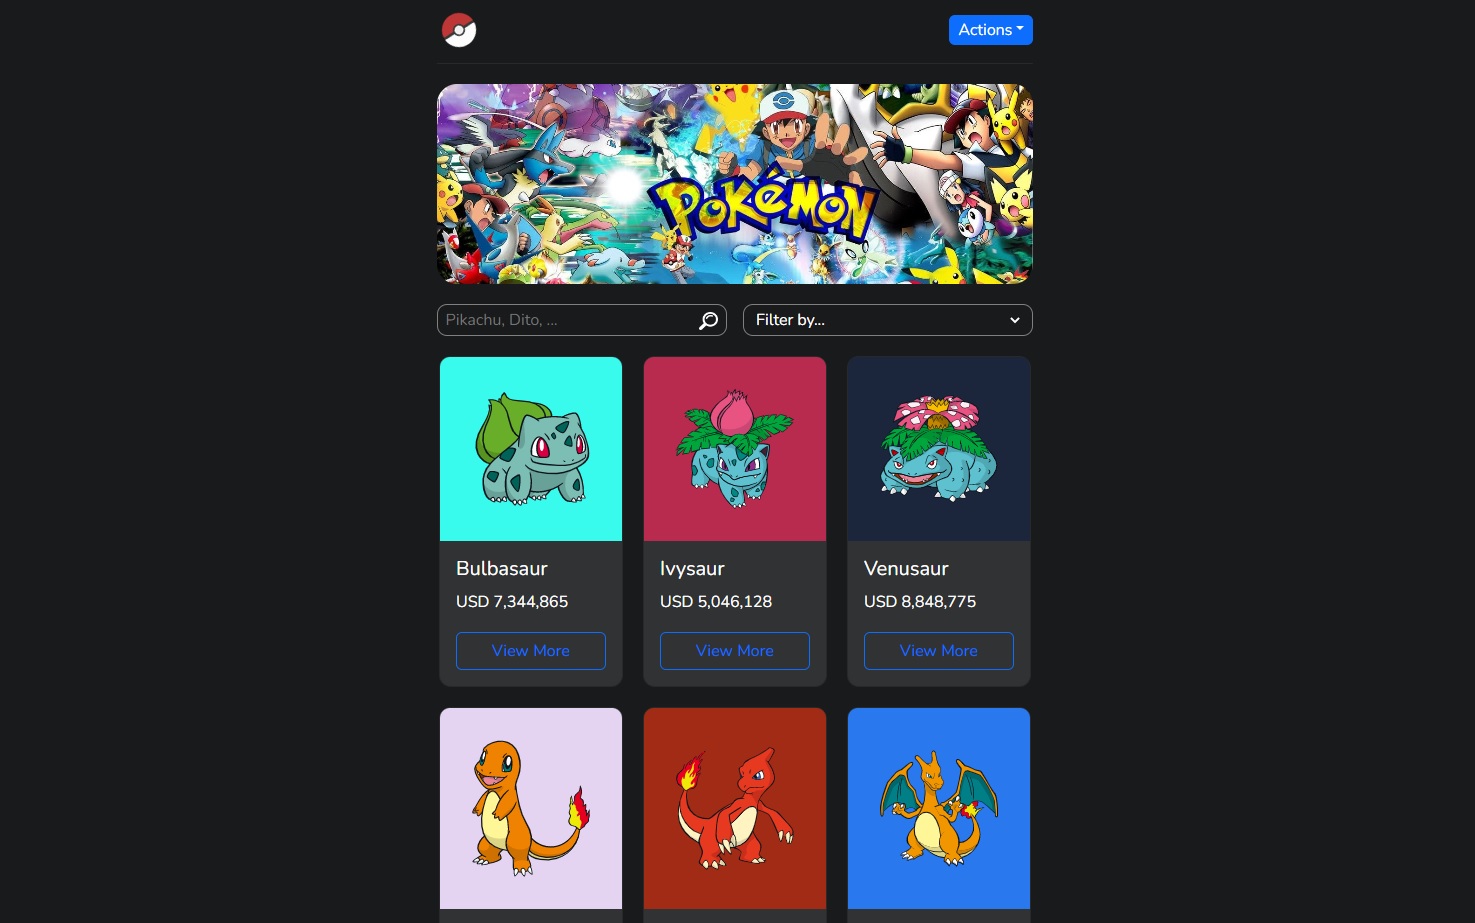 Actions
POKéMON
Pikachu, Dito, ...
Filter by...
Bulbasaur
USD 7,344,865
View More
Ivysaur
USD 5,046,128
View More
Venusaur
USD 8,848,775
View More